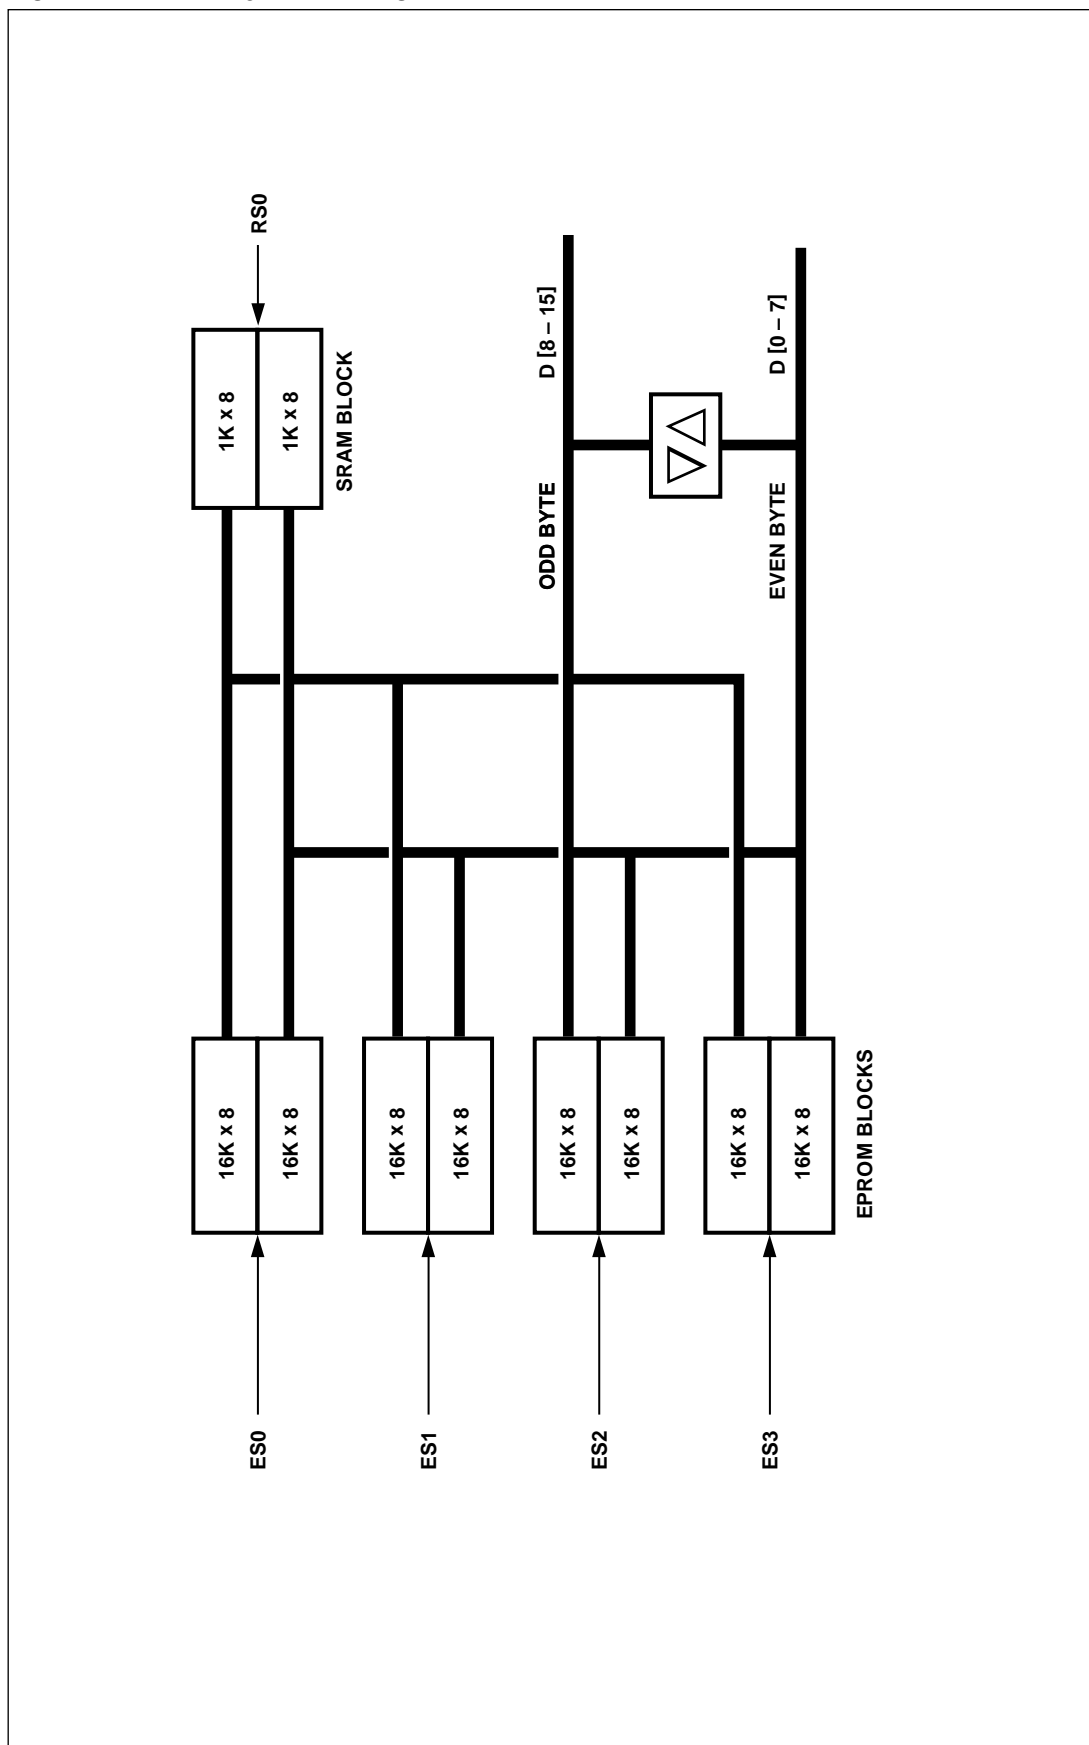 RS0
1K x 8
1K x 8
SRAM BLOCK
D [8 – 15]
D [0 – 7]
ODD BYTE
EVEN BYTE
16K x 8
16K x 8
16K x 8
16K x 8
16K x 8
16K x 8
16K x 8
16K x 8
EPROM BLOCKS
ES0
ES1
ES2
ES3